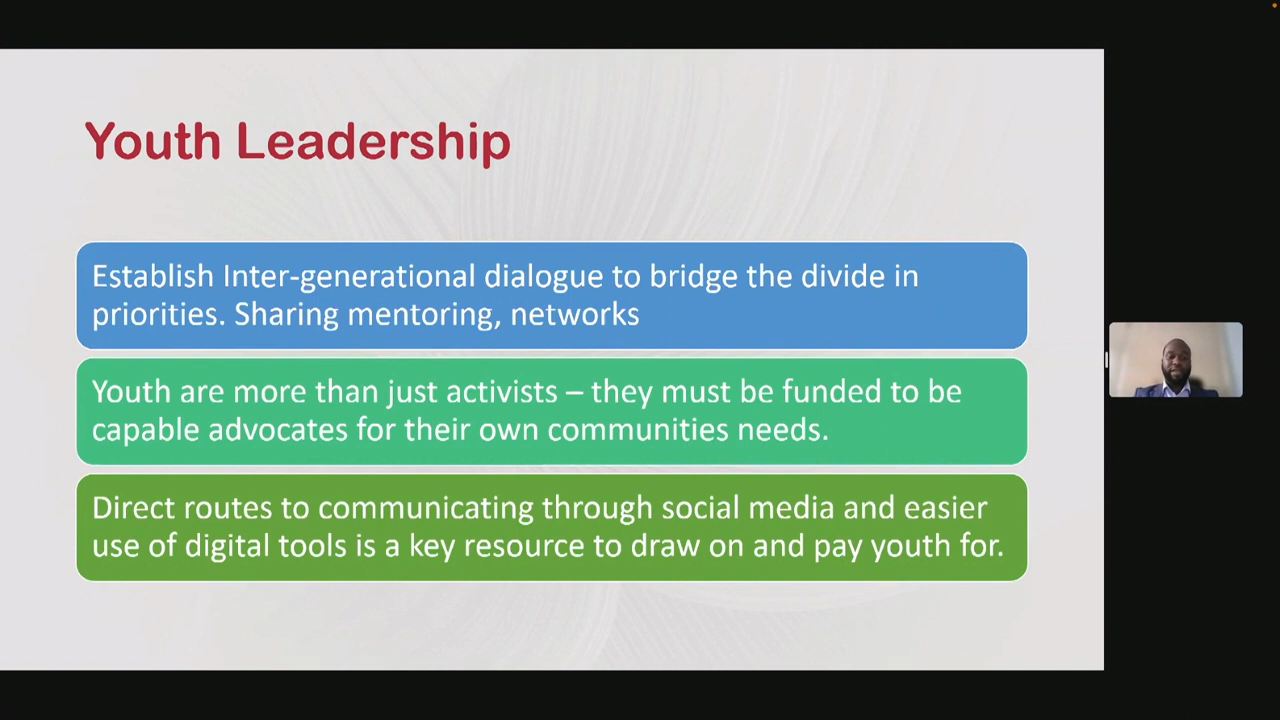 Youth Leadership
Establish Inter-generational dialogue to bridge the divide in
priorities. Sharing mentoring, networks
Youth are more than just activists – they must be funded to be
capable advocates for their own communities needs.
Direct routes to communicating through social media and easier
use of digital tools is a key resource to draw on and pay youth for.